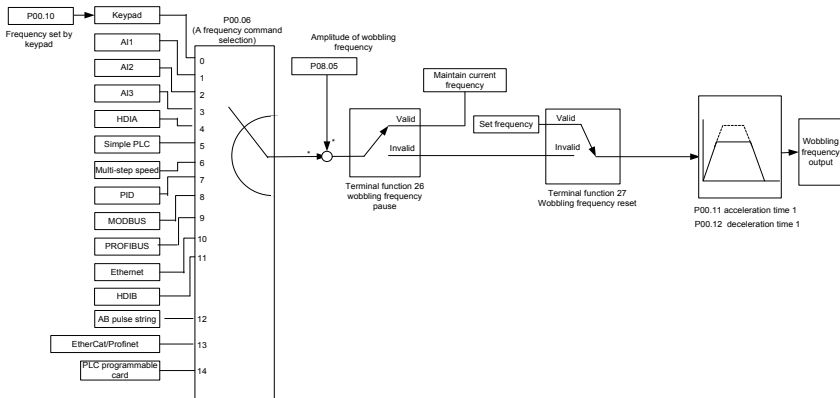 P00.10
Frequency set by
keypad
Keypad
AI1
AI2
AI3
HDIA
Simple PLC
Multi-step speed
PID
MODBUS
PROFIBUS
Ethernet
HDIB
AB pulse string
EtherCat/Profinet
PLC programmable
card
P00.06
(A frequency command
selection)
0
1
2
3
4
5
6
7
8
9
10
11
12
13
14
Amplitude of wobbling
frequency
P08.05
*
*
Valid
Invalid
Terminal function 26
wobbling frequency
pause
Maintain current
frequency
Set frequency
Valid
Invalid
Terminal function 27
Wobbling frequency reset
P00.11 acceleration time 1
P00.12 deceleration time 1
Wobbling
frequency
output